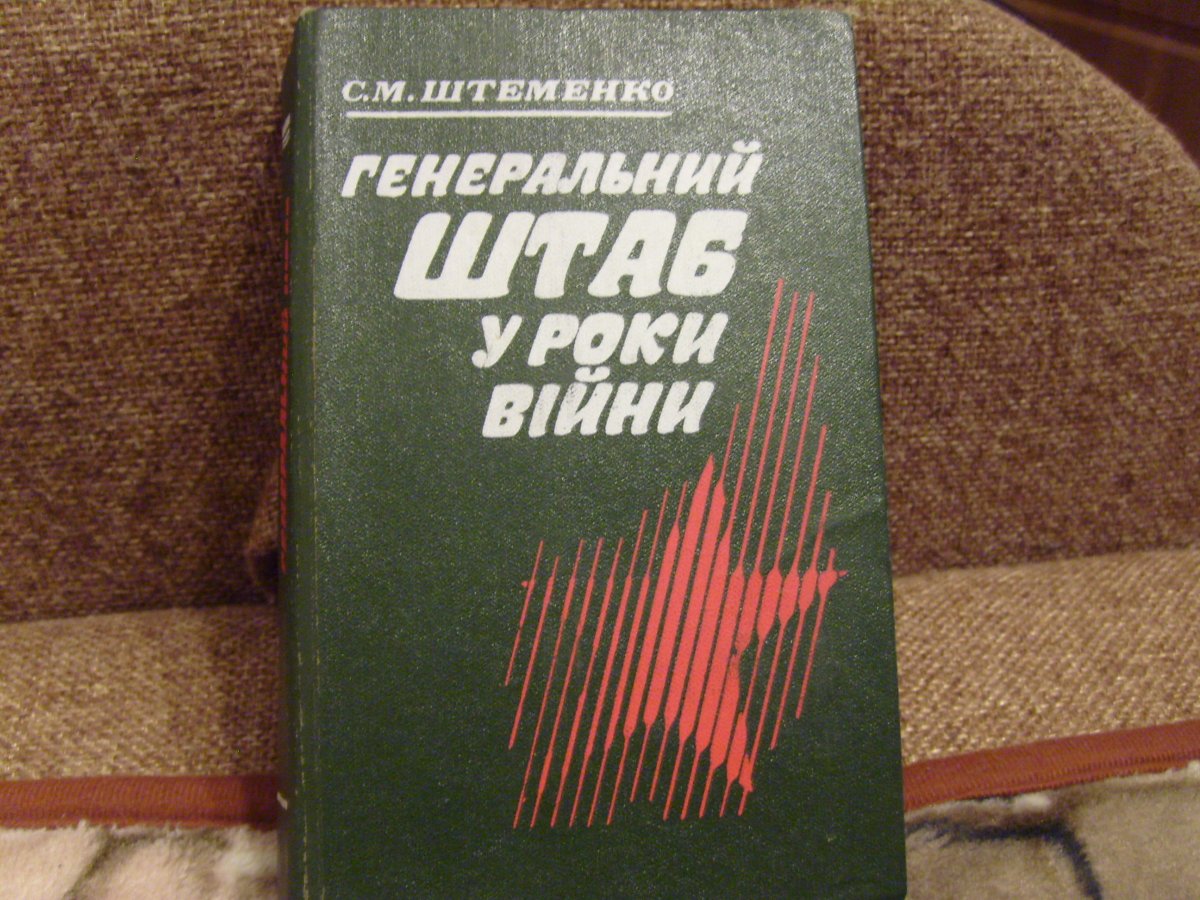 С.М. ШТЕМЕНКО
ГЕНЕРАЛЬНИЙ
ШТАБ
У РОКИ
ВІЙНИ